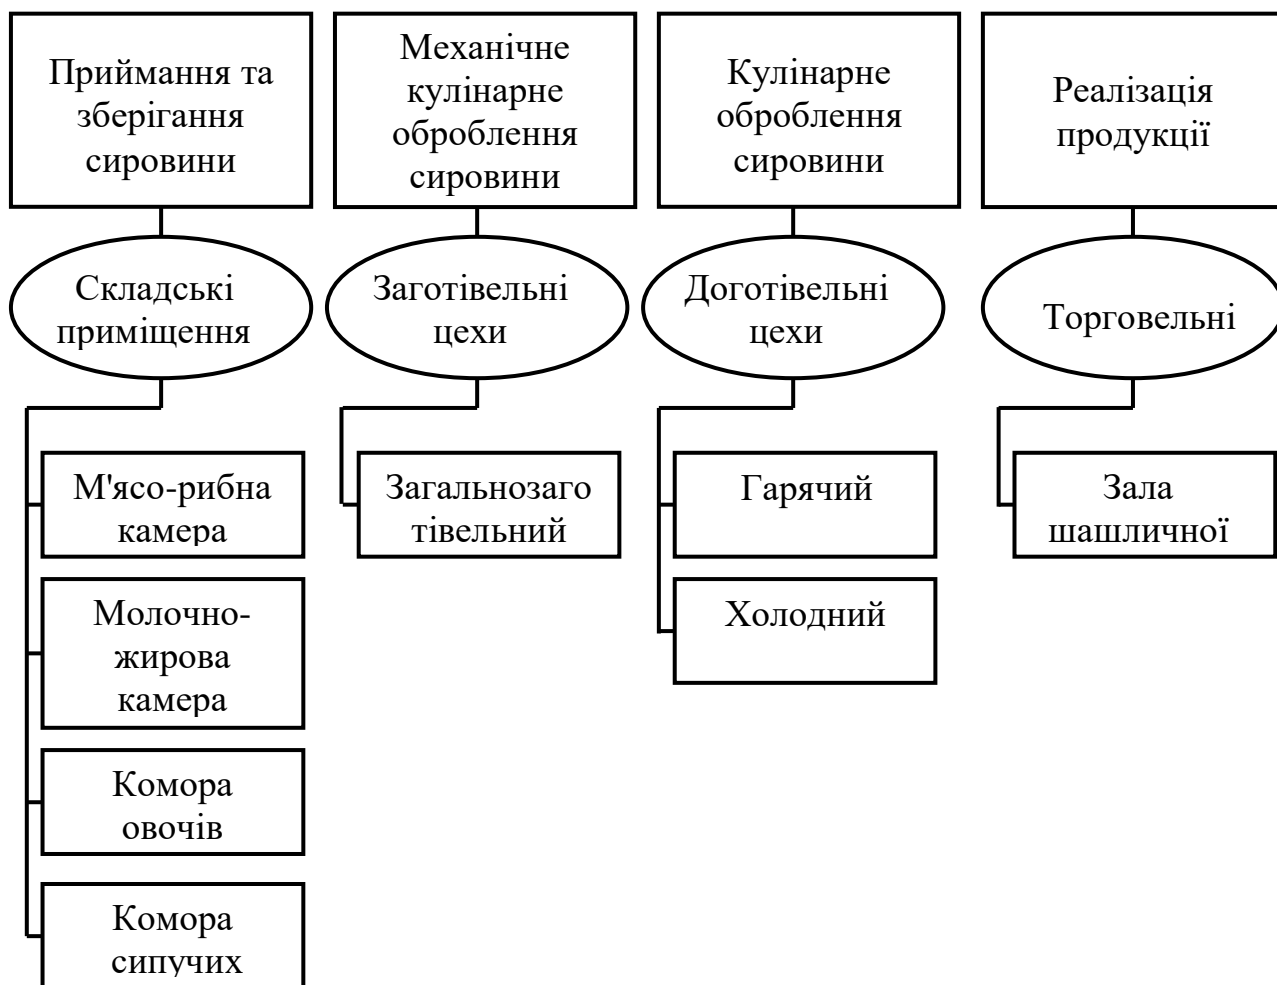 Приймання та
зберігання
сировини
Механічне
кулінарне
оброблення
сировини
Кулінарне
оброблення
сировини
Реалізація
продукції
Складські
приміщення
Заготівельні
цехи
Доготівельні
цехи
Торговельні
М'ясо-рибна
камера
Молочно-
жирова
камера
Комора
овочів
Комора
сипучих
Загальнозаго
тівельний
Гарячий
Холодний
Зала
шашличної